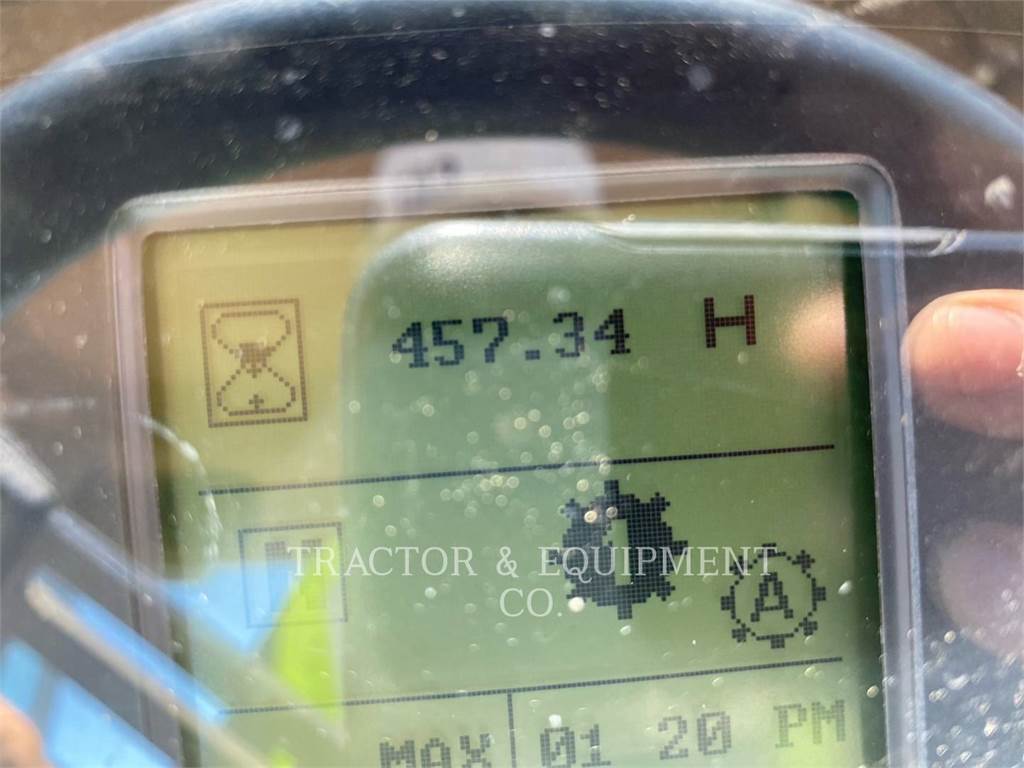 457.34 H
TRACTOR & EQUIPMENT
CO.
A
MAX 01 20 PM